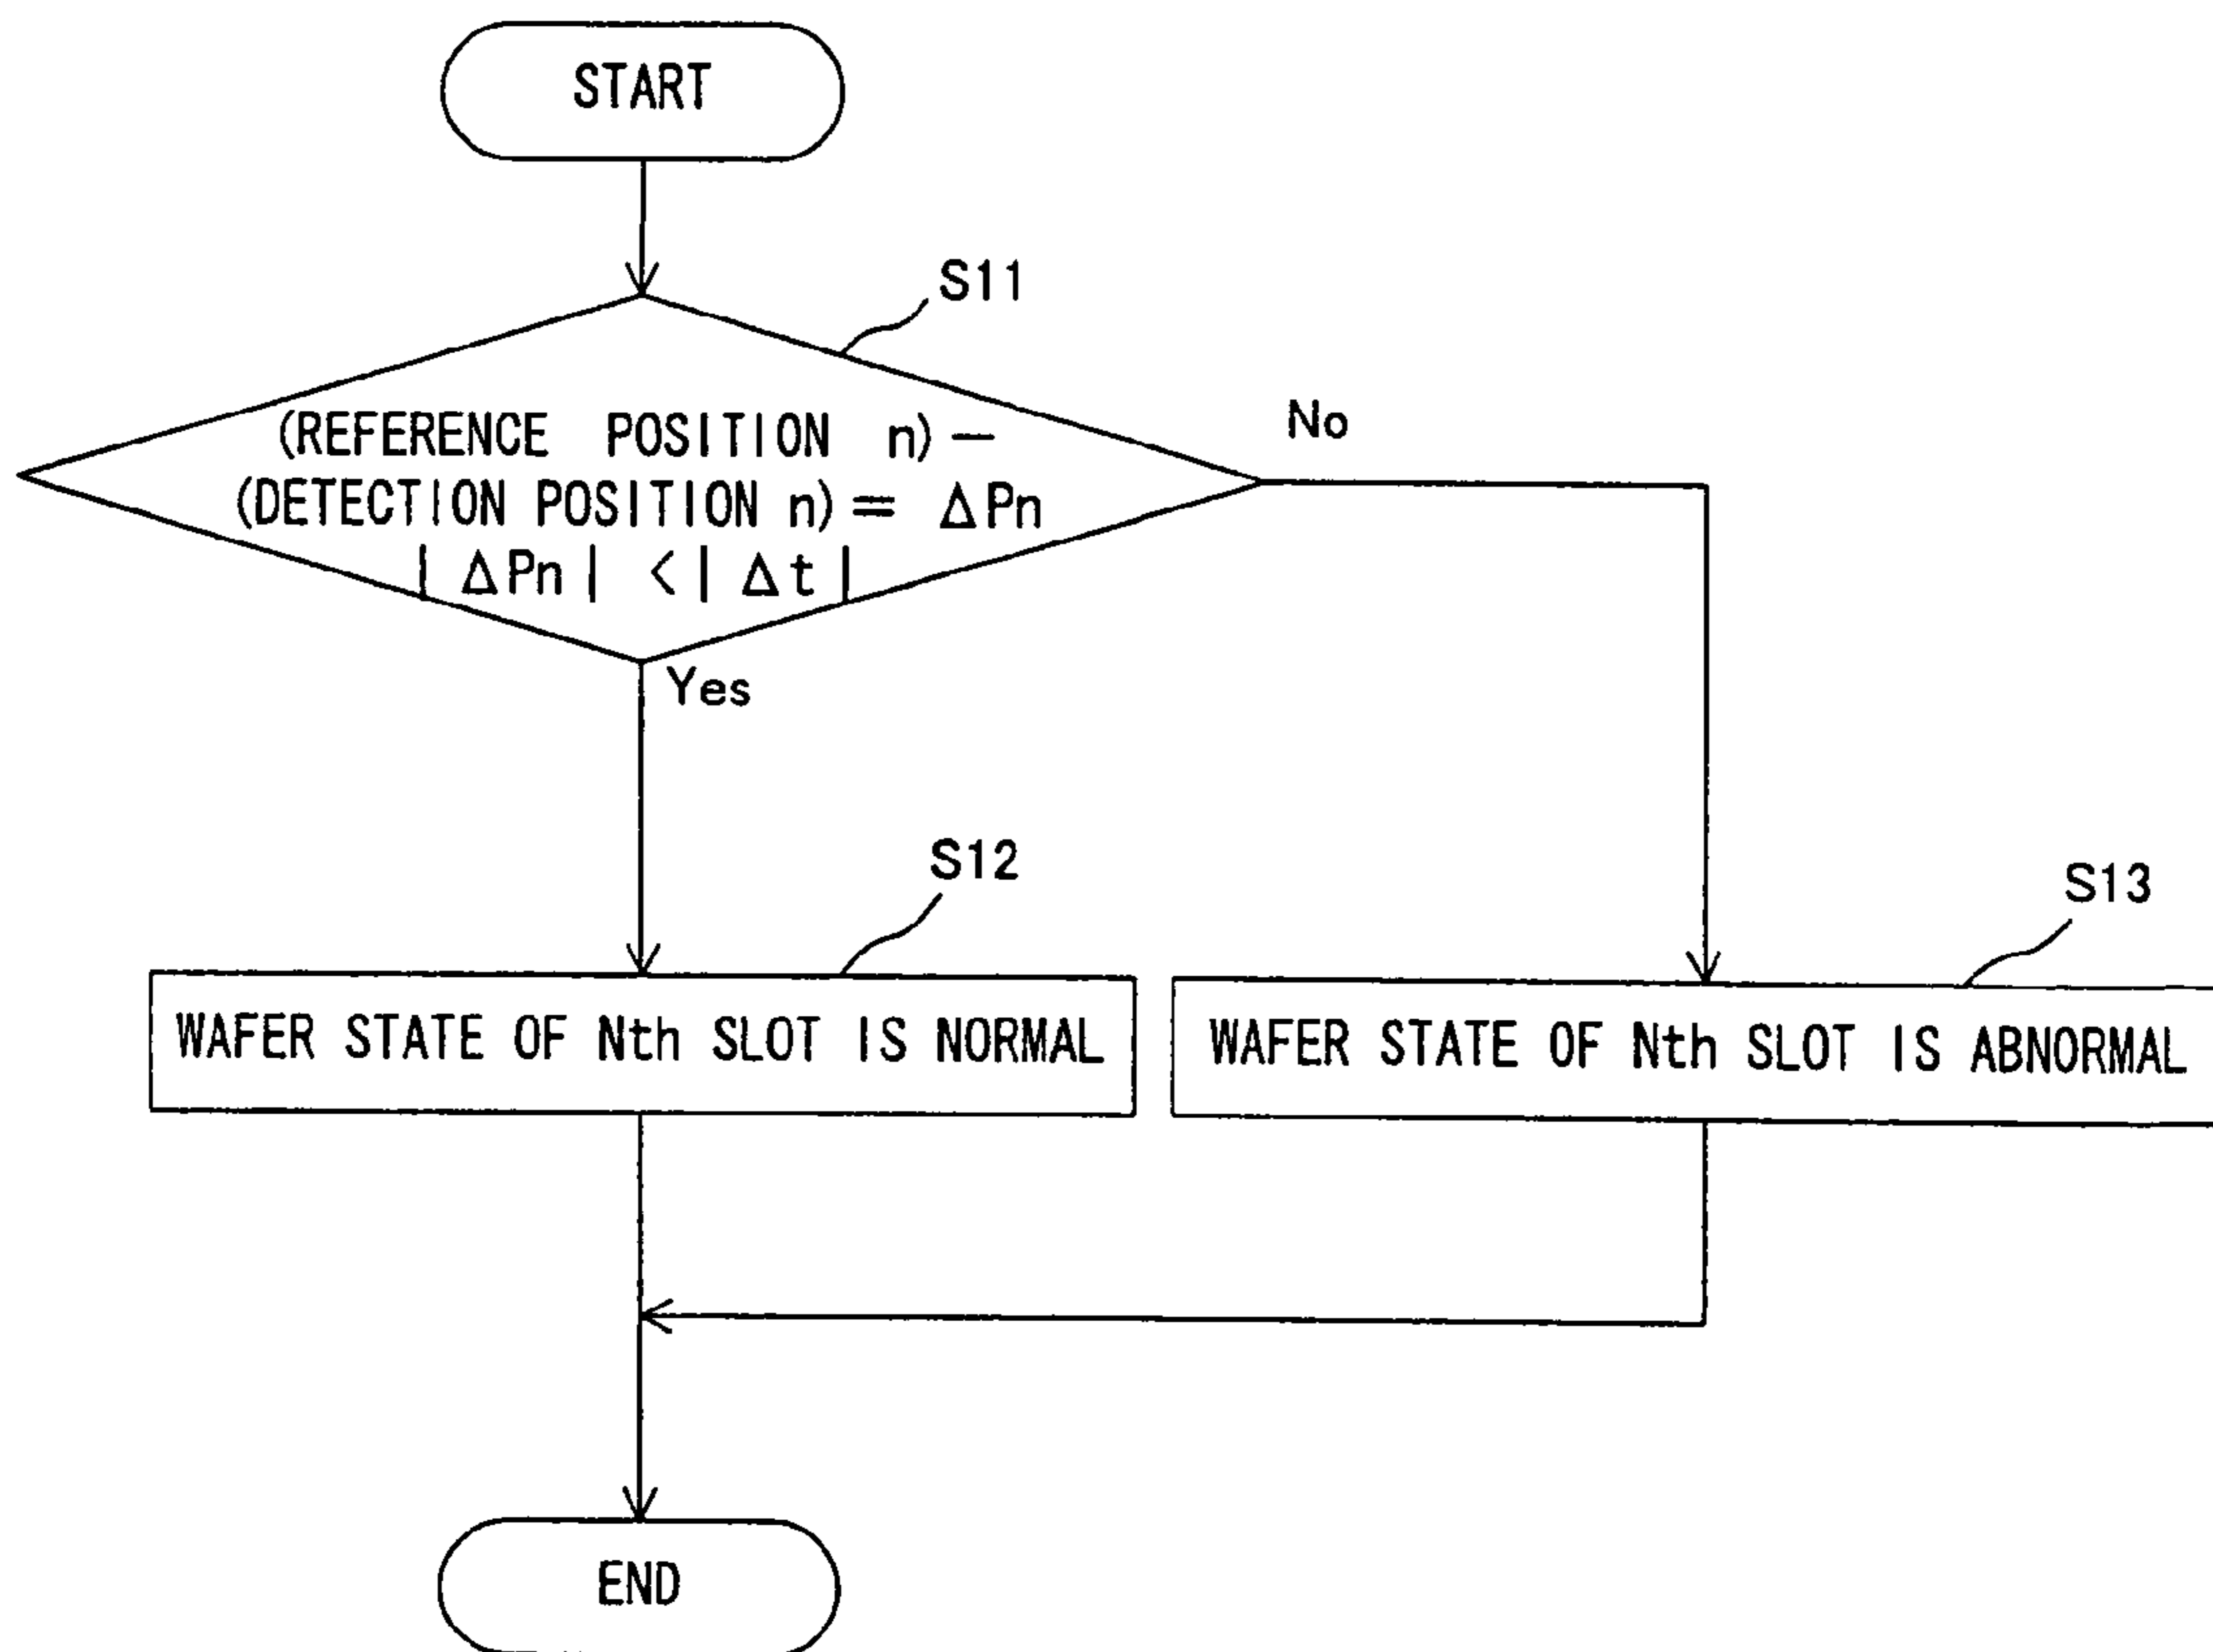 START
S11
(REFERENCE POSITION n)—
(DETECTION POSITION n)= ΔPn
| ΔPn | <| Δt |
No
Yes
S12
S13
WAFER STATE OF Nth SLOT IS NORMAL
WAFER STATE OF Nth SLOT IS ABNORMAL
END